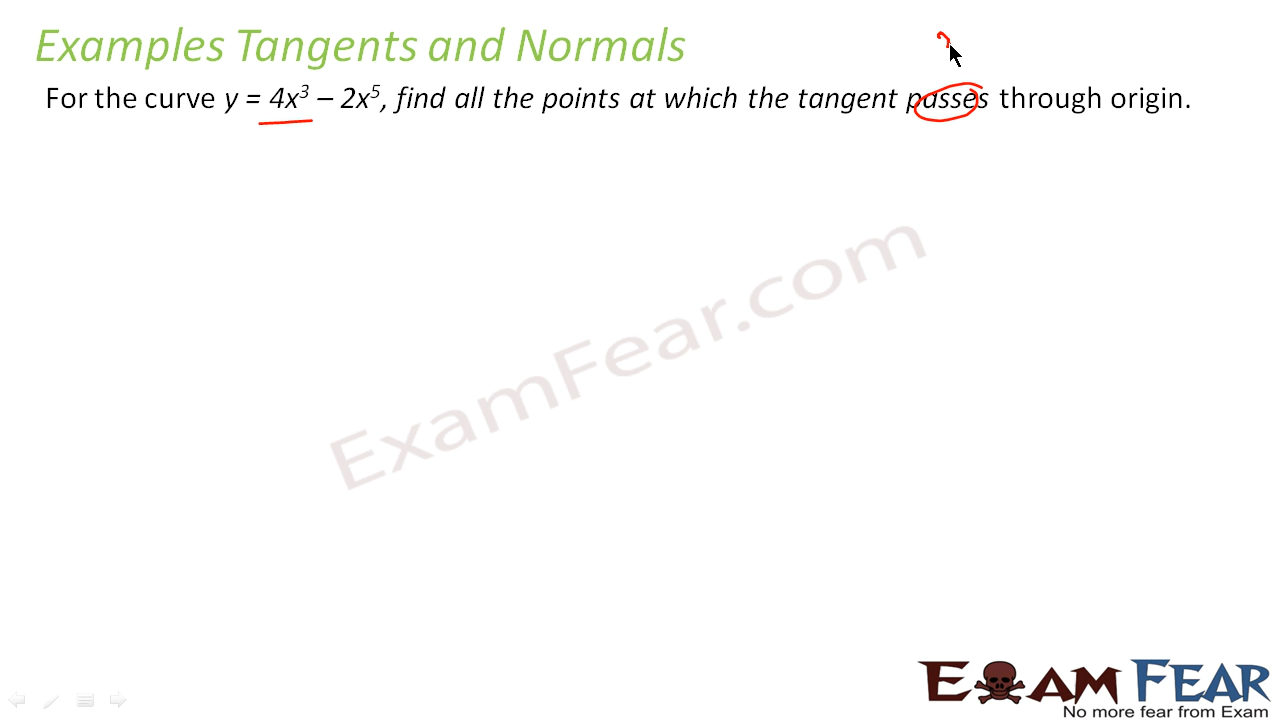 Examples Tangents and Normals
For the curve y = 4x³ – 2x⁵, find all the points at which the tangent passes through origin.
ExamFear.com
EXAM FEAR
No more fear from Exam